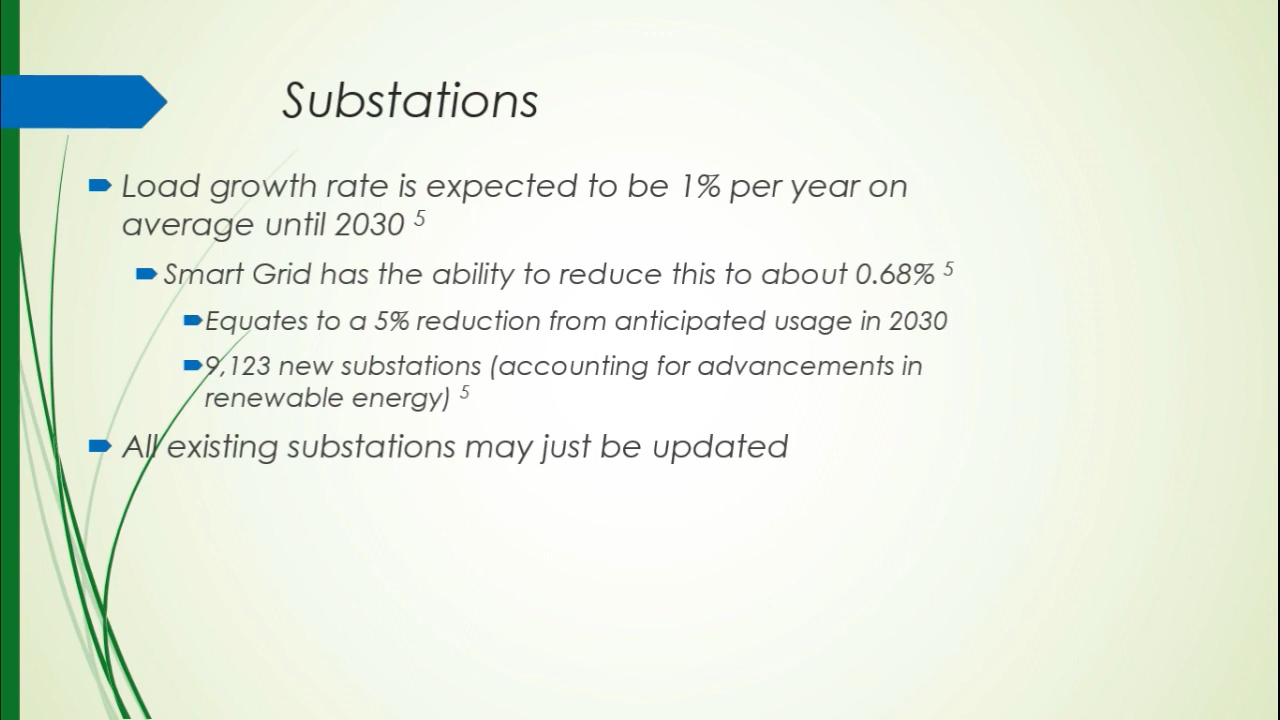 Substations
Load growth rate is expected to be 1% per year on
average until 2030 5
Smart Grid has the ability to reduce this to about 0.68% 5
Equates to a 5% reduction from anticipated usage in 2030
9,123 new substations (accounting for advancements in
renewable energy) 5
All existing substations may just be updated